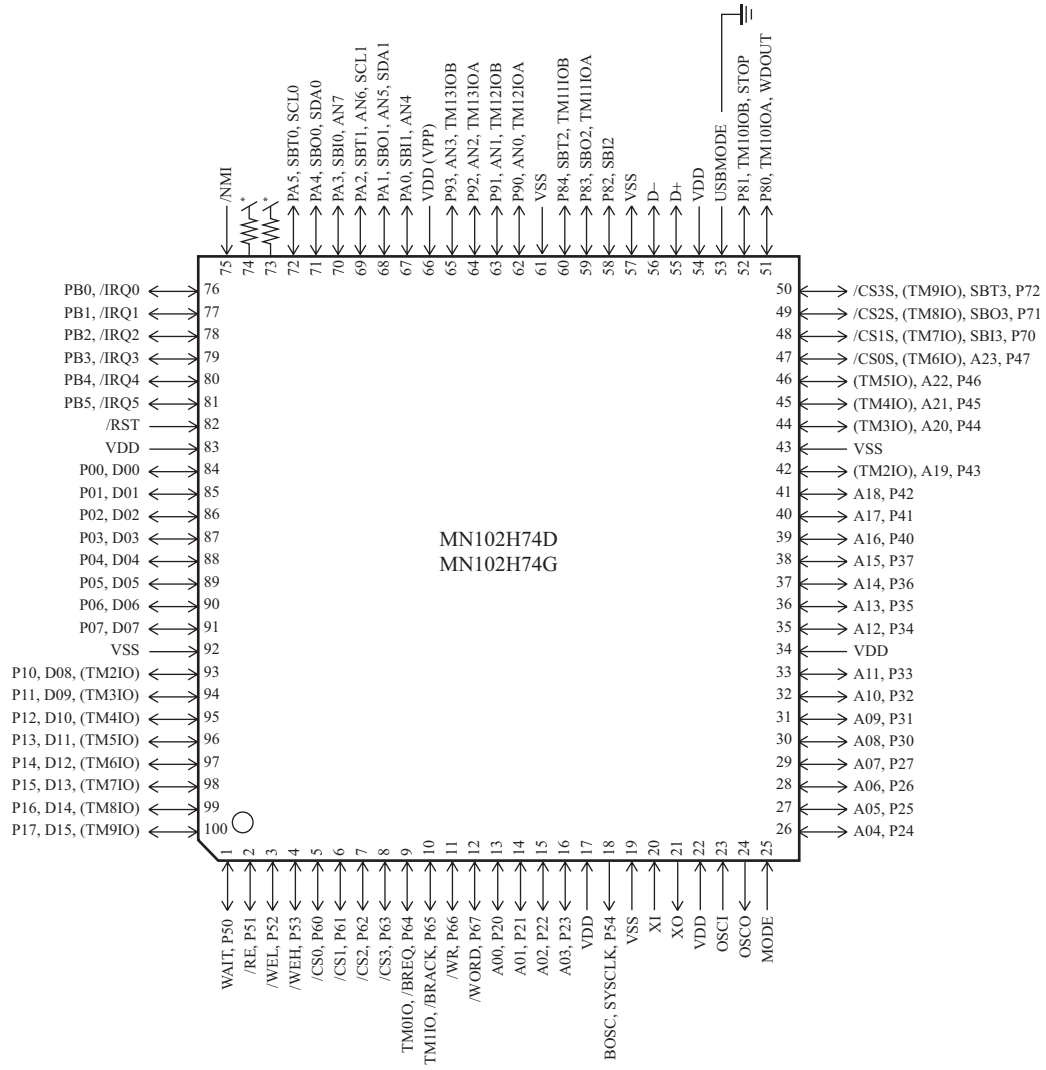 /NMI
*
*
PA5, SBT0, SCL0
PA4, SBO0, SDA0
PA3, SBI0, AN7
PA2, SBT1, AN6, SCL1
PA1, SBO1, AN5, SDA1
PA0, SBI1, AN4
VDD (VPP)
P93, AN3, TM13IOB
P92, AN2, TM13IOA
P91, AN1, TM12IOB
P90, AN0, TM12IOA
VSS
P84, SBT2, TM11IOB
P83, SBO2, TM11IOA
P82, SBI2
VSS
D−
D+
VDD
USBMODE
P81, TM10IOB, STOP
P80, TM10IOA, WDOUT
75
74
73
72
71
70
69
68
67
66
65
64
63
62
61
60
59
58
57
56
55
54
53
52
51
PB0, /IRQ0 76
PB1, /IRQ1 77
PB2, /IRQ2 78
PB3, /IRQ3 79
PB4, /IRQ4 80
PB5, /IRQ5 81
/RST 82
VDD 83
P00, D00 84
P01, D01 85
P02, D02 86
P03, D03 87
P04, D04 88
P05, D05 89
P06, D06 90
P07, D07 91
VSS 92
P10, D08, (TM2IO) 93
P11, D09, (TM3IO) 94
P12, D10, (TM4IO) 95
P13, D11, (TM5IO) 96
P14, D12, (TM6IO) 97
P15, D13, (TM7IO) 98
P16, D14, (TM8IO) 99
P17, D15, (TM9IO) 100
MN102H74D
MN102H74G
50 /CS3S, (TM9IO), SBT3, P72
49 /CS2S, (TM8IO), SBO3, P71
48 /CS1S, (TM7IO), SBI3, P70
47 /CS0S, (TM6IO), A23, P47
46 (TM5IO), A22, P46
45 (TM4IO), A21, P45
44 (TM3IO), A20, P44
43 VSS
42 (TM2IO), A19, P43
41 A18, P42
40 A17, P41
39 A16, P40
38 A15, P37
37 A14, P36
36 A13, P35
35 A12, P34
34 VDD
33 A11, P33
32 A10, P32
31 A09, P31
30 A08, P30
29 A07, P27
28 A06, P26
27 A05, P25
26 A04, P24
1
2
3
4
5
6
7
8
9
10
11
12
13
14
15
16
17
18
19
20
21
22
23
24
25
WAIT, P50
/RE, P51
/WEL, P52
/WEH, P53
/CS0, P60
/CS1, P61
/CS2, P62
/CS3, P63
TM0IO, /BREQ, P64
TM1IO, /BRACK, P65
/WR, P66
/WORD, P67
A00, P20
A01, P21
A02, P22
A03, P23
VDD
BOSC, SYSCLK, P54
VSS
XI
XO
VDD
OSCI
OSCO
MODE